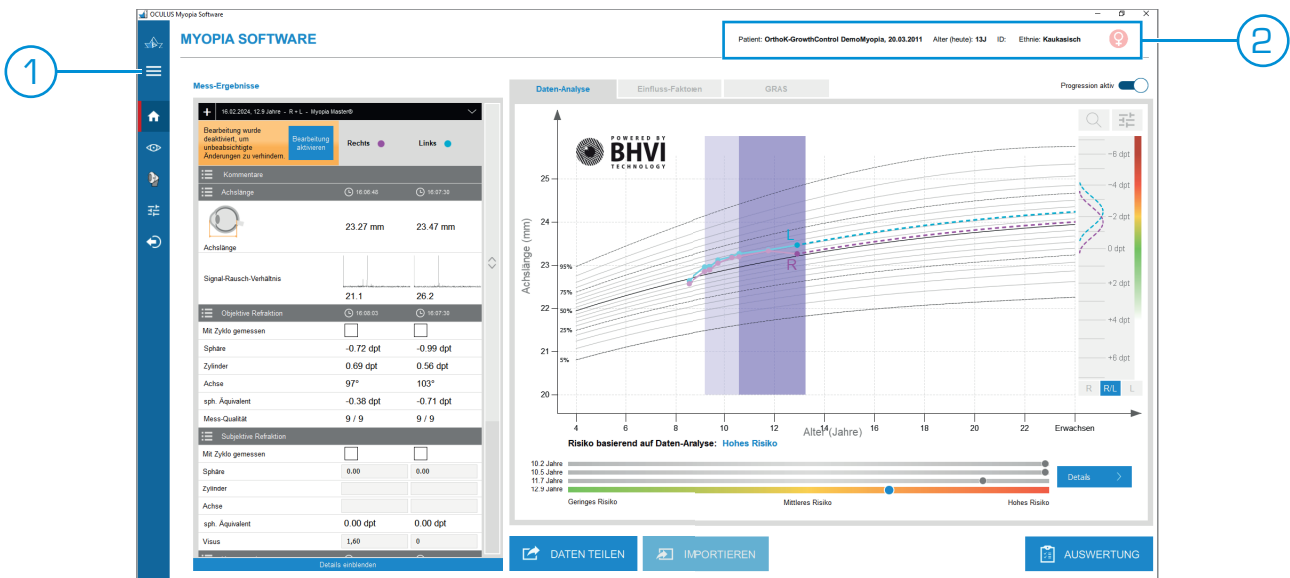 OCULUS Myopia Software
MYOPIA SOFTWARE
Patient: OrthoK-GrowthControl DemoMyopia, 20.03.2011 Alter (heute): 13J ID: Ethnie: Kaukasisch
1
2
Mess-Ergebnisse
Daten-Analyse Einfluss-Faktoen GRAS
Progression aktiv
16.02.2024, 12.9 Jahre - R + L - Myopia Master®
Bearbeitung wurde
deaktiviert, um
unbeabsichtigte
Änderungen zu verhindern.
Bearbeitung
aktivieren
Rechts Links
Kommentare
Achslänge 16:06:48 16:07:30
23.27 mm 23.47 mm
Achslänge
Signal-Rausch-Verhältnis
21.1 26.2
Objektive Refraktion 16:08:03 16:07:30
Mit Zyklo gemessen
Sphäre -0.72 dpt -0.99 dpt
Zylinder 0.69 dpt 0.56 dpt
Achse 97° 103°
sph. Äquivalent -0.38 dpt -0.71 dpt
Mess-Qualität 9 / 9 9 / 9
Subjektive Refraktion
Mit Zyklo gemessen
Sphäre 0.00 0.00
Zylinder
Achse
sph. Äquivalent 0.00 dpt 0.00 dpt
Visus 1,60 0
Details einblenden
POWERED BY
BHVI
TECHNOLOGY
Achslänge (mm)
25
24
23
22
21
20
95%
75%
50%
25%
5%
L
R
−6 dpt
−4 dpt
−2 dpt
0 dpt
+2 dpt
+4 dpt
+6 dpt
R R/L L
4 6 8 10 12 14 16 18 20 22 Erwachsen
Alter (Jahre)
Risiko basierend auf Daten-Analyse: Hohes Risiko
10.2 Jahre
10.5 Jahre
11.7 Jahre
12.9 Jahre
Geringes Risiko Mittleres Risiko Hohes Risiko
Details
DATEN TEILEN IMPORTIEREN AUSWERTUNG